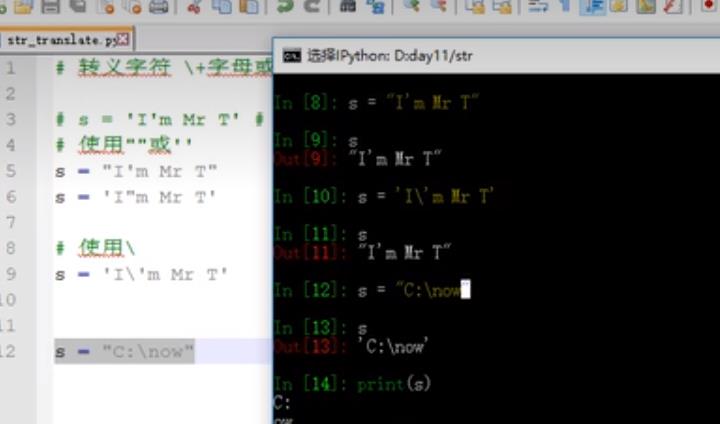 str_translate.py
1 # 转义字符 \+字母或
2
3 # s = 'I'm Mr T' #
4 # 使用""或''
5 s = "I'm Mr T"
6 s = 'I"m Mr T'
7
8 # 使用\
9 s = 'I\'m Mr T'
10
11
12 s = "C:\now"
选择IPython: D:day11/str
In [8]: s = "I'm Mr T"
In [9]: s
Out[9]: "I'm Mr T"
In [10]: s = 'I\'m Mr T'
In [11]: s
Out[11]: "I'm Mr T"
In [12]: s = "C:\now"
In [13]: s
Out[13]: 'C:\now'
In [14]: print(s)
C:
ow